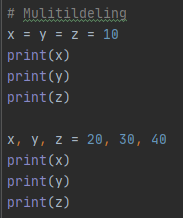 # Mulitildeling
x = y = z = 10
print(x)
print(y)
print(z)
x, y, z = 20, 30, 40
print(x)
print(y)
print(z)